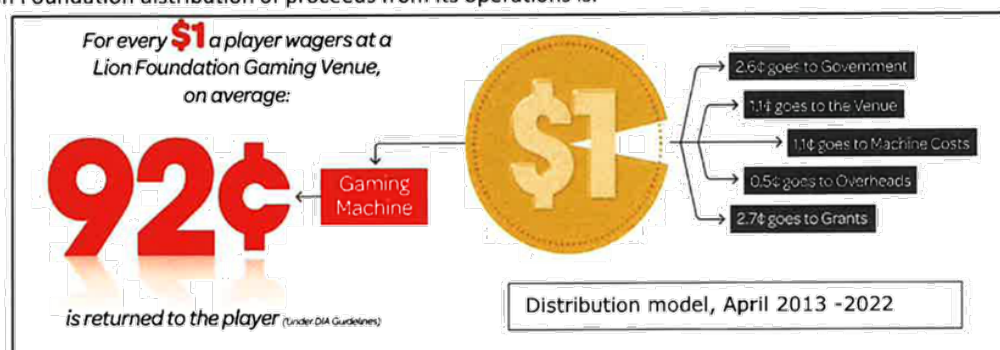 For every $1 a player wagers at a
Lion Foundation Gaming Venue,
on average:
92¢
is returned to the player (Under DIA Guidelines)
Gaming
Machine
$1
2.6¢ goes to Government
1.1¢ goes to the Venue
1.1¢ goes to Machine Costs
0.5¢ goes to Overheads
2.7¢ goes to Grants
Distribution model, April 2013 -2022